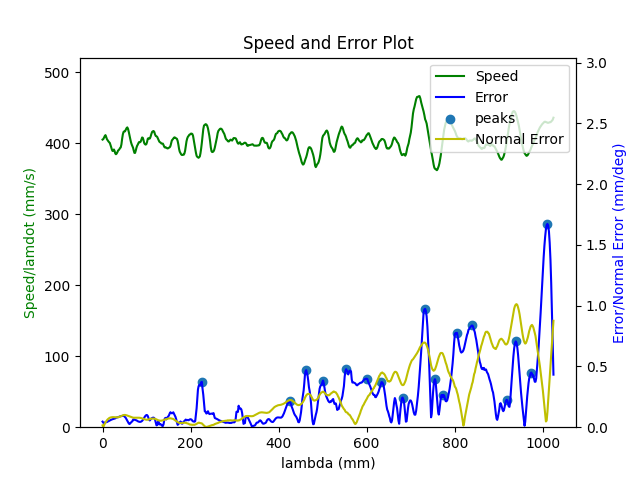 Speed and Error Plot
Speed/lamdot (mm/s)
500
400
300
200
100
0
Speed
Error
peaks
Normal Error
3.0
2.5
2.0
1.5
1.0
0.5
0.0
Error/Normal Error (mm/deg)
0 200 400 600 800 1000
lambda (mm)